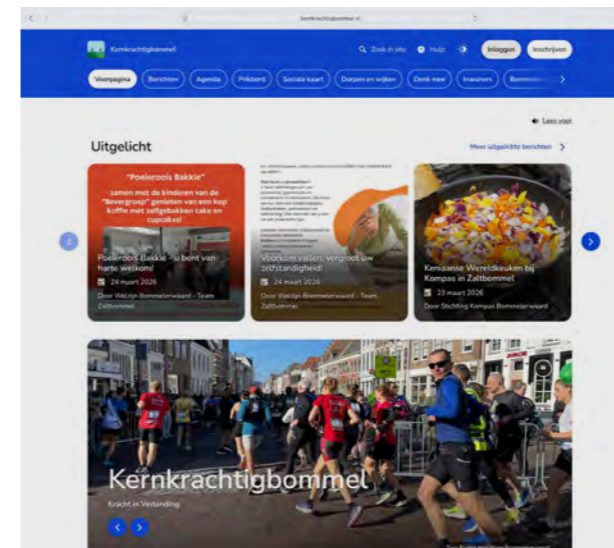 kernkrachtigbommel.nl
Kernkrachtigbommel
Zoek in site
Hulp
Inloggen
Inschrijven
Voorpagina
Berichten
Agenda
Prikbord
Sociale kaart
Dorpen en wijken
Denk mee
Inwoners
Lees voor
Uitgelicht
Meer uitgelichte berichten
"Poeieroois Bakkie"
samen met de kinderen van de
"Bevergroep" genieten van een kop
koffie met zelfgebakken cake en
cupcakes!
Poeieroois Bakkie - u bent van
harte welkom!
24 maart 2026
Door Welzijn Bommelerwaard - Team
Zaltbommel
Voorkom vallen, vergroot uw
zelfstandigheid!
24 maart 2026
Door Welzijn Bommelerwaard - Team
Zaltbommel
Keniaanse Wereldkeuken bij
Kompas in Zaltbommel
23 maart 2026
Door Stichting Kompas Bommelerwaard
Kernkrachtigbommel
Kracht in Verbinding